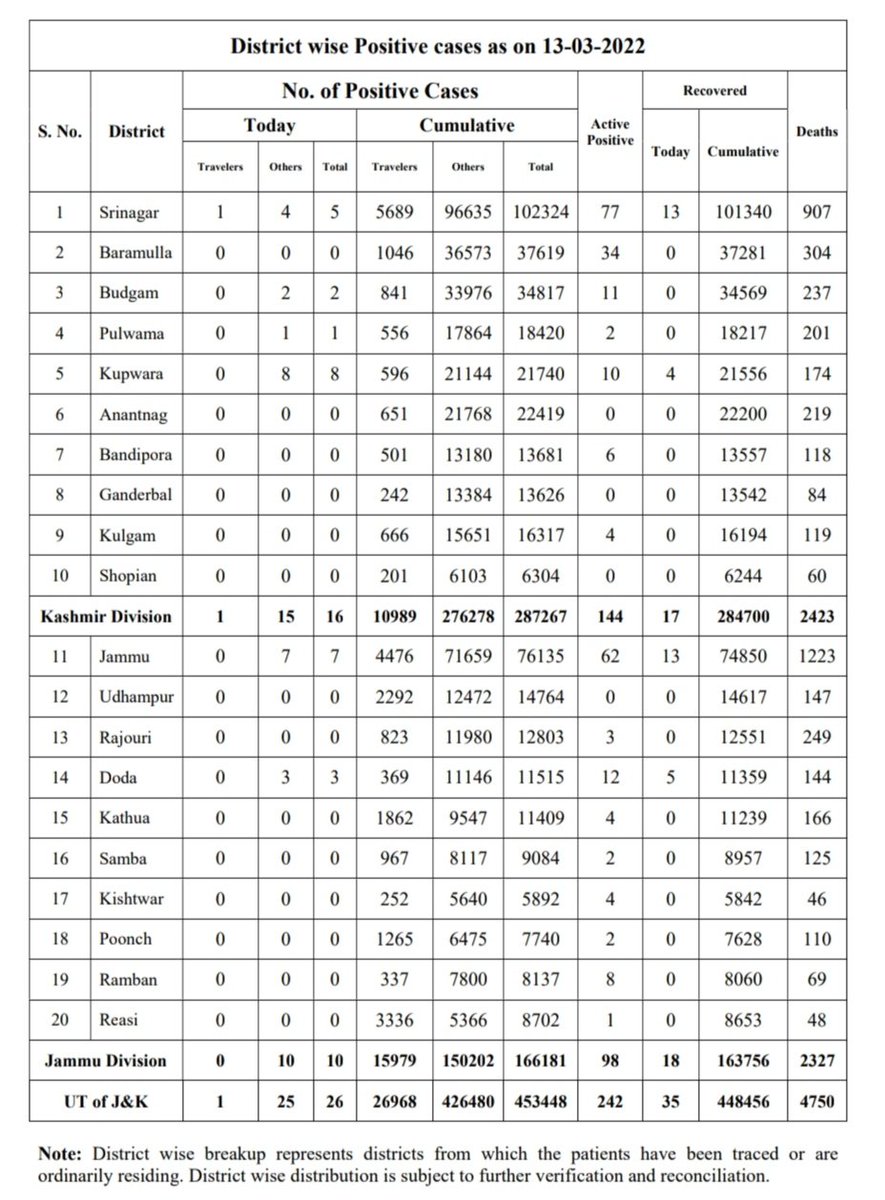 District wise Positive cases as on 13-03-2022
S. No. District No. of Positive Cases Active Positive Recovered Deaths
Today Cumulative Today Cumulative
Travelers Others Total Travelers Others Total
1 Srinagar 1 4 5 5689 96635 102324 77 13 101340 907
2 Baramulla 0 0 0 1046 36573 37619 34 0 37281 304
3 Budgam 0 2 2 841 33976 34817 11 0 34569 237
4 Pulwama 0 1 1 556 17864 18420 2 0 18217 201
5 Kupwara 0 8 8 596 21144 21740 10 4 21556 174
6 Anantnag 0 0 0 651 21768 22419 0 0 22200 219
7 Bandipora 0 0 0 501 13180 13681 6 0 13557 118
8 Ganderbal 0 0 0 242 13384 13626 0 0 13542 84
9 Kulgam 0 0 0 666 15651 16317 4 0 16194 119
10 Shopian 0 0 0 201 6103 6304 0 0 6244 60
Kashmir Division 1 15 16 10989 276278 287267 144 17 284700 2423
11 Jammu 0 7 7 4476 71659 76135 62 13 74850 1223
12 Udhampur 0 0 0 2292 12472 14764 0 0 14617 147
13 Rajouri 0 0 0 823 11980 12803 3 0 12551 249
14 Doda 0 3 3 369 11146 11515 12 5 11359 144
15 Kathua 0 0 0 1862 9547 11409 4 0 11239 166
16 Samba 0 0 0 967 8117 9084 2 0 8957 125
17 Kishtwar 0 0 0 252 5640 5892 4 0 5842 46
18 Poonch 0 0 0 1265 6475 7740 2 0 7628 110
19 Ramban 0 0 0 337 7800 8137 8 0 8060 69
20 Reasi 0 0 0 3336 5366 8702 1 0 8653 48
Jammu Division 0 10 10 15979 150202 166181 98 18 163756 2327
UT of J&K 1 25 26 26968 426480 453448 242 35 448456 4750
Note: District wise breakup represents districts from which the patients have been traced or are
ordinarily residing. District wise distribution is subject to further verification and reconciliation.